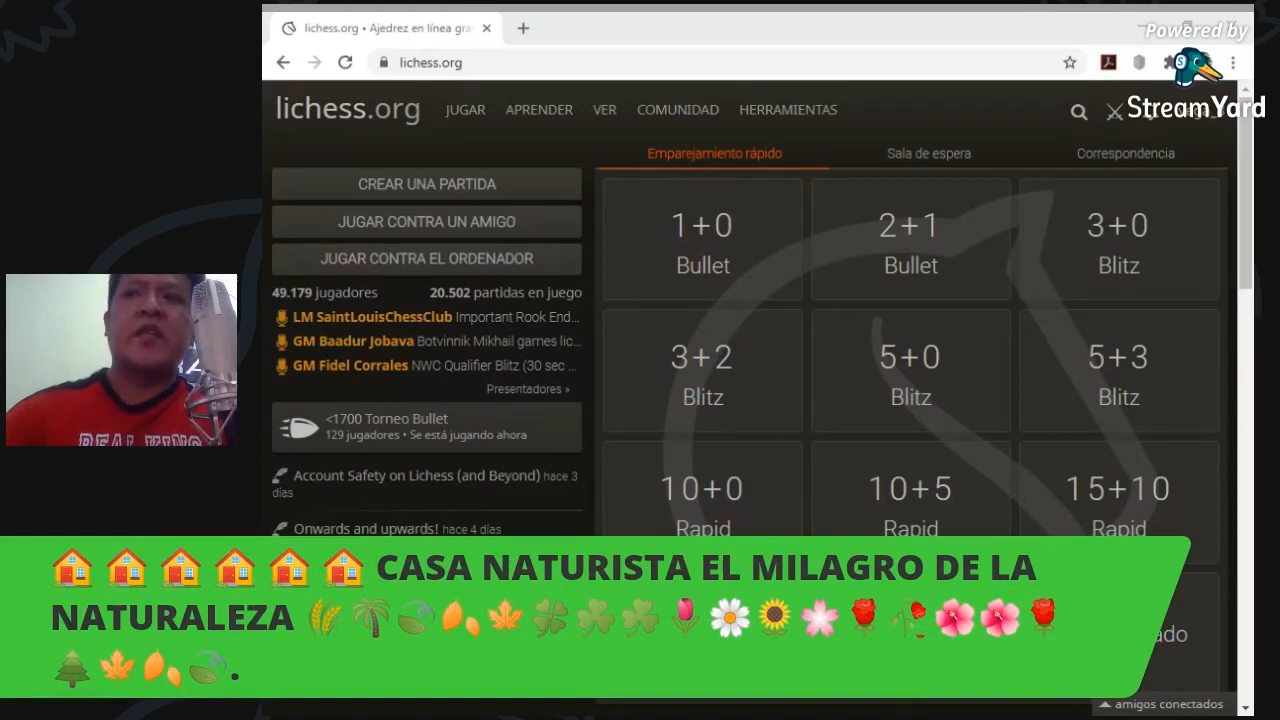 lichess.org • Ajedrez en línea gra
Powered by
lichess.org
StreamYard
lichess.org JUGAR APRENDER VER COMUNIDAD HERRAMIENTAS
Emparejamiento rápido Sala de espera Correspondencia
CREAR UNA PARTIDA
JUGAR CONTRA UN AMIGO
JUGAR CONTRA EL ORDENADOR
49.179 jugadores 20.502 partidas en juego
LM SaintLouisChessClub Important Rook End...
GM Baadur Jobava Botvinnik Mikhail games lic...
GM Fidel Corrales NWC Qualifier Blitz (30 sec ...
Presentadores »
<1700 Torneo Bullet
129 jugadores • Se está jugando ahora
Account Safety on Lichess (and Beyond) hace 3
días
Onwards and upwards! hace 4 días
1+0
Bullet
2+1
Bullet
3+0
Blitz
3+2
Blitz
5+0
Blitz
5+3
Blitz
10+0
Rapid
10+5
Rapid
15+10
Rapid
REAL KING
🏠 🏠 🏠 🏠 🏠 🏠 CASA NATURISTA EL MILAGRO DE LA
NATURALEZA 🌾 🌴 🍃 🍂 🍁 🍀 ☘️ ☘️ 🌷 🌼 🌻 🌸 🌹 🥀 🌺 🌺 🌹
🌲 🍁 🍂 🍃 .
amigos conectados